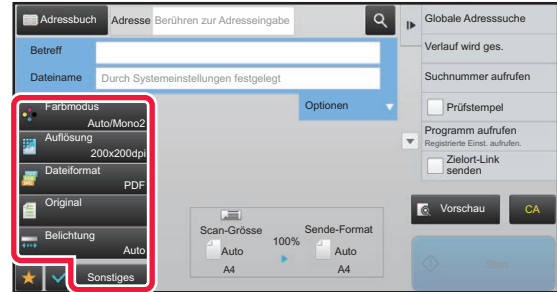 Adressbuch
Adresse
Berühren zur Adresseingabe
Betreff
Dateiname
Durch Systemeinstellungen festgelegt
Optionen
Farbmodus
Auto/Mono2
Auflösung
200x200dpi
Dateiformat
PDF
Original
Belichtung
Auto
Sonstiges
Scan-Grösse
Auto
A4
100%
Sende-Format
Auto
A4
Globale Adresssuche
Verlauf wird ges.
Suchnummer aufrufen
Prüfstempel
Programm aufrufen
Registrierte Einst. aufrufen.
Zielort-Link
senden
Vorschau
CA
Start